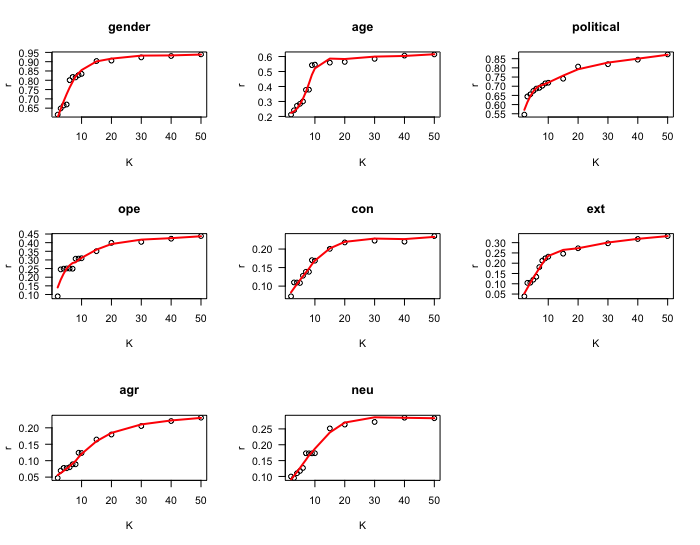 gender
0.95
0.90
0.85
0.80
0.75
0.70
0.65
r
10 20 30 40 50
K
age
0.6
0.5
0.4
0.3
0.2
r
10 20 30 40 50
K
political
0.85
0.80
0.75
0.70
0.65
0.60
0.55
r
10 20 30 40 50
K
ope
0.45
0.40
0.35
0.30
0.25
0.20
0.15
0.10
r
10 20 30 40 50
K
con
0.20
0.15
0.10
r
10 20 30 40 50
K
ext
0.30
0.25
0.20
0.15
0.10
0.05
r
10 20 30 40 50
K
agr
0.20
0.15
0.10
0.05
r
10 20 30 40 50
K
neu
0.25
0.20
0.15
0.10
r
10 20 30 40 50
K